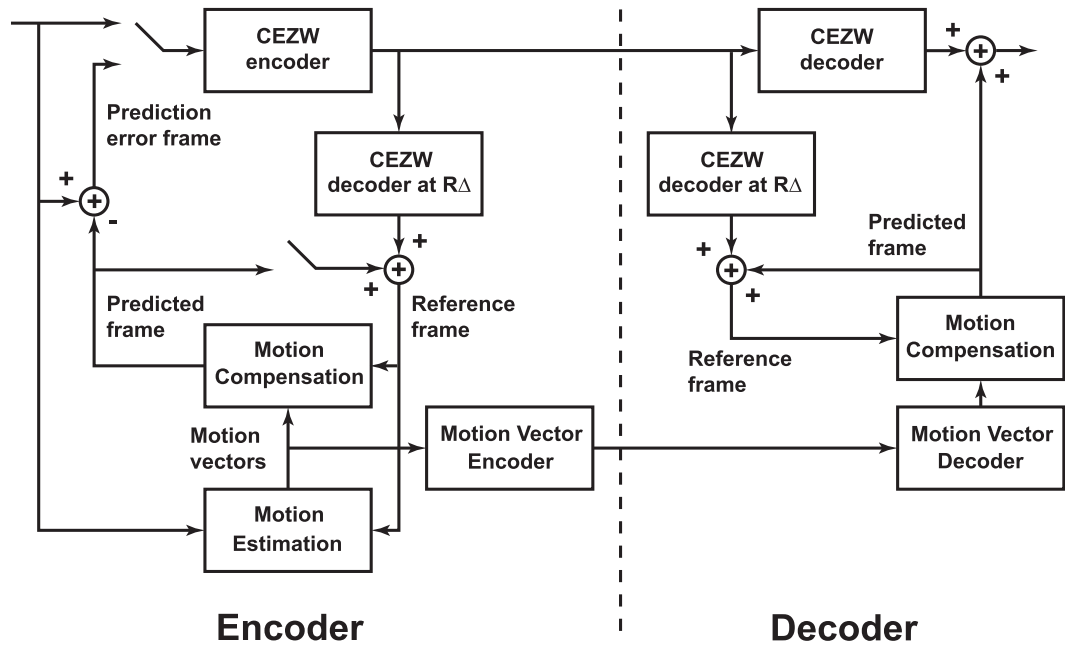 CEZW
encoder
CEZW
decoder
+
+
+
Prediction
error frame
CEZW
decoder at RΔ
CEZW
decoder at RΔ
+
+
-
Predicted
frame
+
+
+
+
+
+
Predicted
frame
Reference
frame
Motion
Compensation
Motion
Compensation
Reference
frame
Motion
vectors
Motion Vector
Encoder
Motion Vector
Decoder
Motion
Estimation
Encoder
Decoder